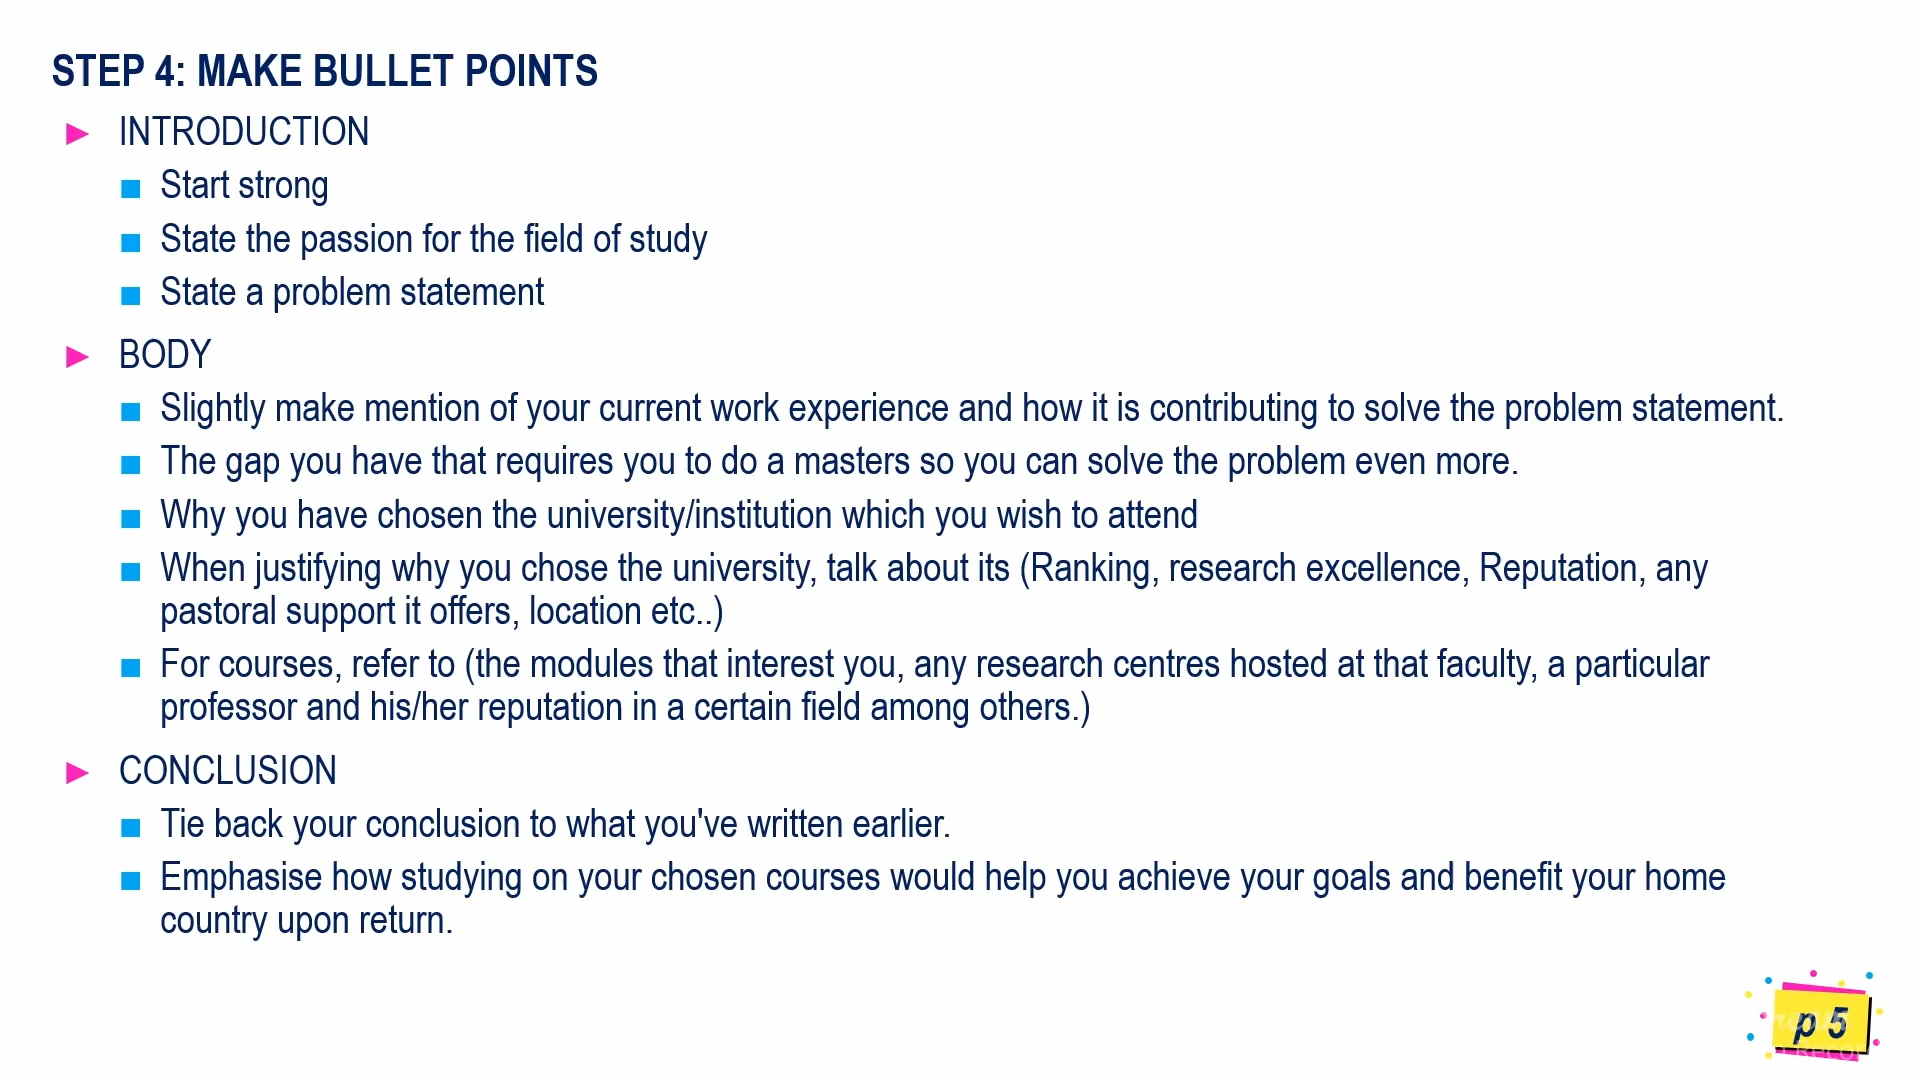 STEP 4: MAKE BULLET POINTS
INTRODUCTION
Start strong
State the passion for the field of study
State a problem statement
BODY
Slightly make mention of your current work experience and how it is contributing to solve the problem statement.
The gap you have that requires you to do a masters so you can solve the problem even more.
Why you have chosen the university/institution which you wish to attend
When justifying why you chose the university, talk about its (Ranking, research excellence, Reputation, any
pastoral support it offers, location etc..)
For courses, refer to (the modules that interest you, any research centres hosted at that faculty, a particular
professor and his/her reputation in a certain field among others.)
CONCLUSION
Tie back your conclusion to what you've written earlier.
Emphasise how studying on your chosen courses would help you achieve your goals and benefit your home
country upon return.
p 5